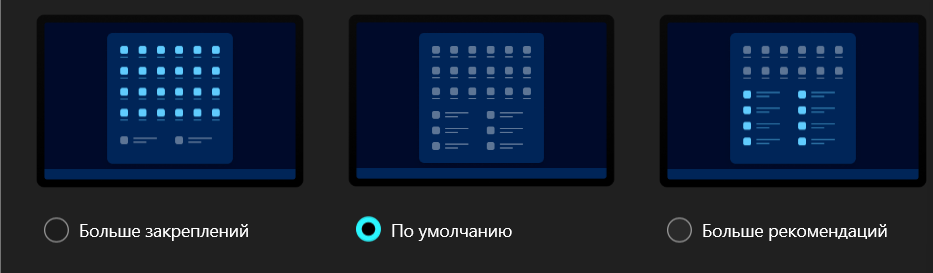 Больше закреплений
По умолчанию
Больше рекомендаций